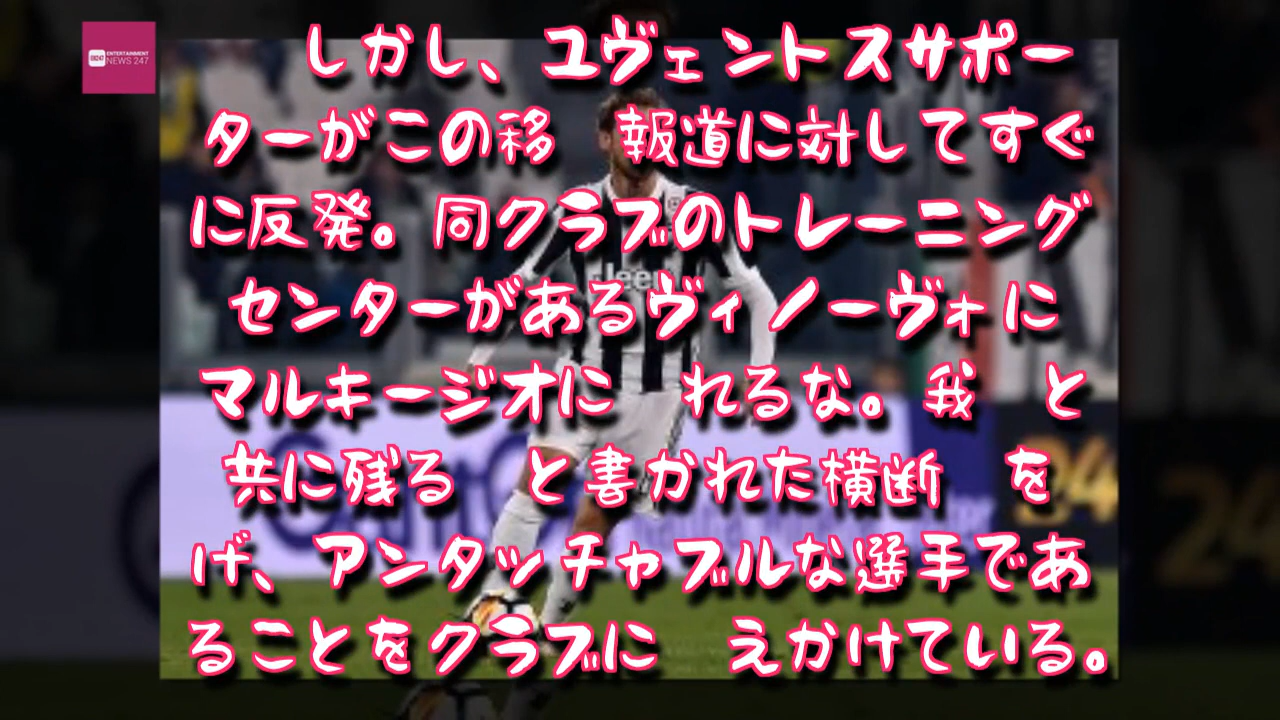 ENTERTAINMENT
NEWS 247
しかし、ユヴェントスサポー
ターがこの移　報道に対してすぐ
に反発。同クラブのトレーニング
センターがあるヴィノーヴォに
マルキージオに　れるな。我　と
共に残る　と書かれた横断　を
げ、アンタッチャブルな選手であ
ることをクラブに　えかけている。
Jeep